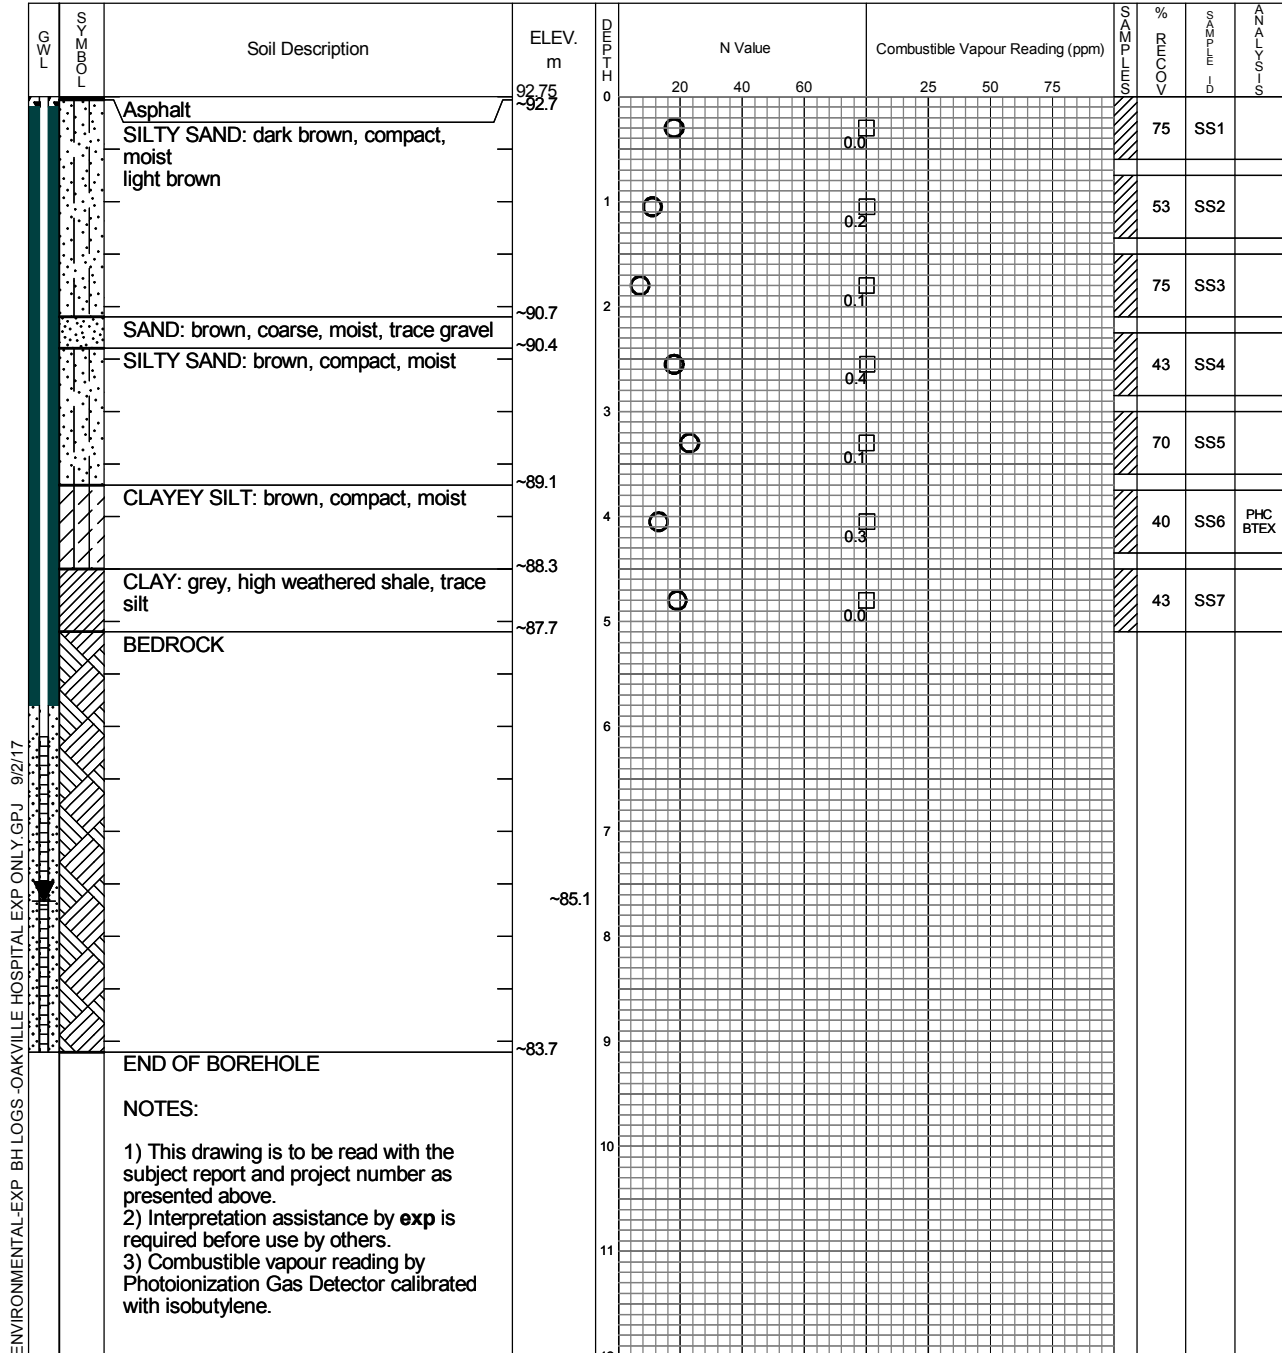 GWL
SYMBOL
Soil Description
ELEV.
m
DEPTH
N Value
Combustible Vapour Reading (ppm)
SAMPLES
% RECOV
SAMPLE ID
ANALYSIS
20 40 60
25 50 75
92.75
0
Asphalt
~92.7
SILTY SAND: dark brown, compact,
moist
light brown
0.0
75 SS1
1
0.2
53 SS2
0.1
75 SS3
2
~90.7
SAND: brown, coarse, moist, trace gravel
~90.4
SILTY SAND: brown, compact, moist
0.4
43 SS4
3
0.1
70 SS5
~89.1
CLAYEY SILT: brown, compact, moist
4
0.3
40 SS6 PHC
BTEX
~88.3
CLAY: grey, high weathered shale, trace
silt
0.0
43 SS7
5
~87.7
BEDROCK
6
7
~85.1
8
9
~83.7
END OF BOREHOLE
NOTES:
10
1) This drawing is to be read with the
subject report and project number as
presented above.
2) Interpretation assistance by exp is
required before use by others.
11
3) Combustible vapour reading by
Photoionization Gas Detector calibrated
with isobutylene.
ENVIRONMENTAL-EXP BH LOGS -OAKVILLE HOSPITAL EXP ONLY.GPJ 9/2/17